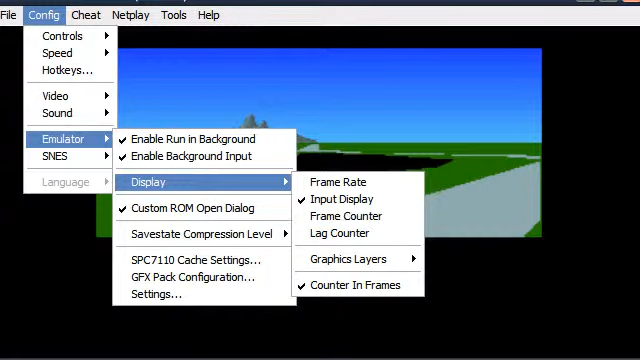 File Config Cheat Netplay Tools Help
Controls
Speed
Hotkeys...
Video
Sound
Emulator
SNES
Language
Enable Run in Background
Enable Background Input
Display
Custom ROM Open Dialog
Savestate Compression Level
SPC7110 Cache Settings...
GFX Pack Configuration...
Settings...
Frame Rate
Input Display
Frame Counter
Lag Counter
Graphics Layers
Counter In Frames